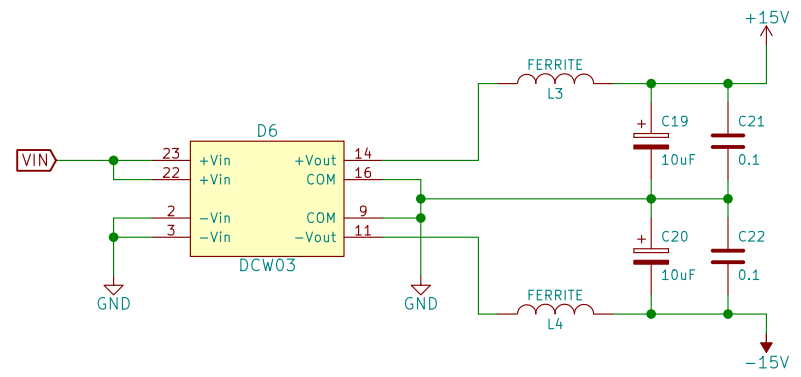 +15V
FERRITE
L3
D6
C19
C21
+
VIN
23
+Vin
+Vout
14
10uF
0.1
22
+Vin
COM
16
2
-Vin
COM
9
3
-Vin
-Vout
11
C20
C22
+
DCW03
10uF
0.1
GND
GND
FERRITE
L4
-15V